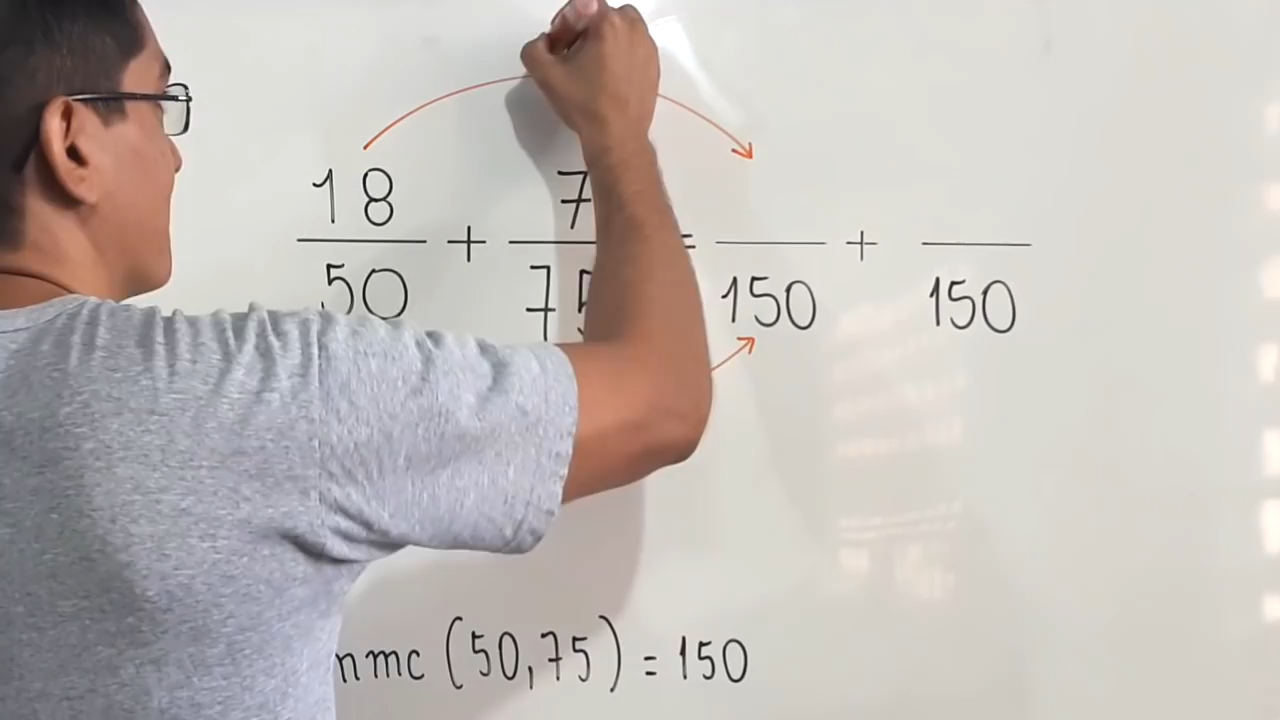 18 + 7 = +
50 75 150 150
mmc (50,75) = 150